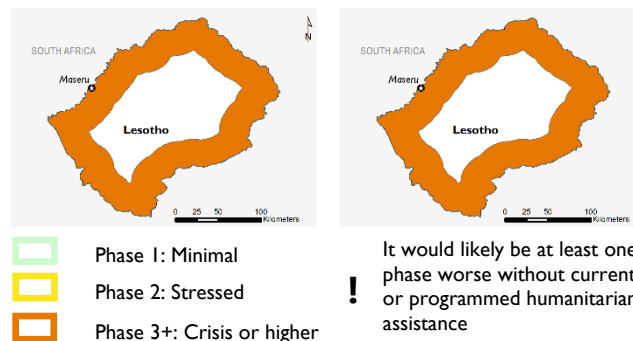 N
SOUTH AFRICA
Maseru
Lesotho
0 25 50 100
Kilometers
SOUTH AFRICA
Maseru
Lesotho
0 25 50 100
Kilometers
Phase 1: Minimal
Phase 2: Stressed
Phase 3+: Crisis or higher
It would likely be at least one
phase worse without current
! or programmed humanitarian
assistance